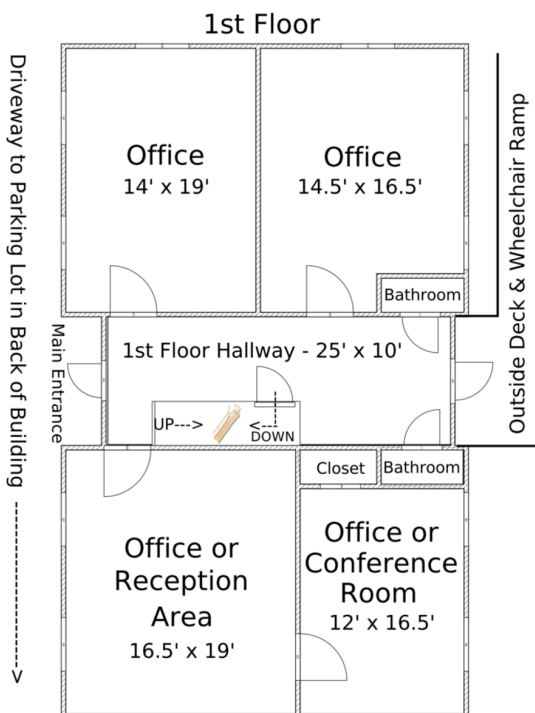 1st Floor
Office
14' x 19'
Office
14.5' x 16.5'
Bathroom
Driveway to Parking Lot in Back of Building ---------------------->
Outside Deck & Wheelchair Ramp
Main Entrance
1st Floor Hallway - 25' x 10'
UP--->
<---
DOWN
Closet
Bathroom
Office or
Reception
Area
16.5' x 19'
Office or
Conference
Room
12' x 16.5'